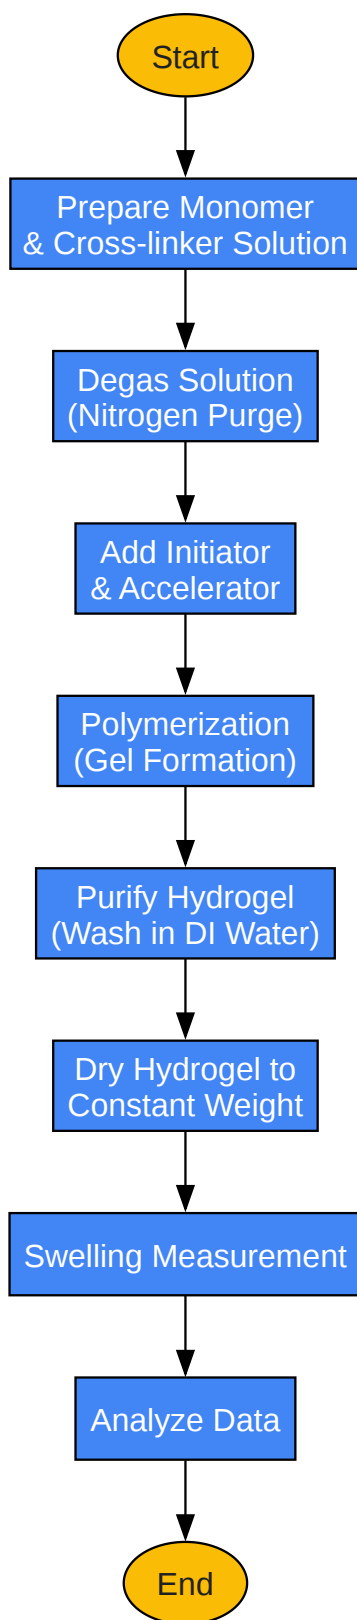 Start
Prepare Monomer
& Cross-linker Solution
Degas Solution
(Nitrogen Purge)
Add Initiator
& Accelerator
Polymerization
(Gel Formation)
Purify Hydrogel
(Wash in DI Water)
Dry Hydrogel to
Constant Weight
Swelling Measurement
Analyze Data
End